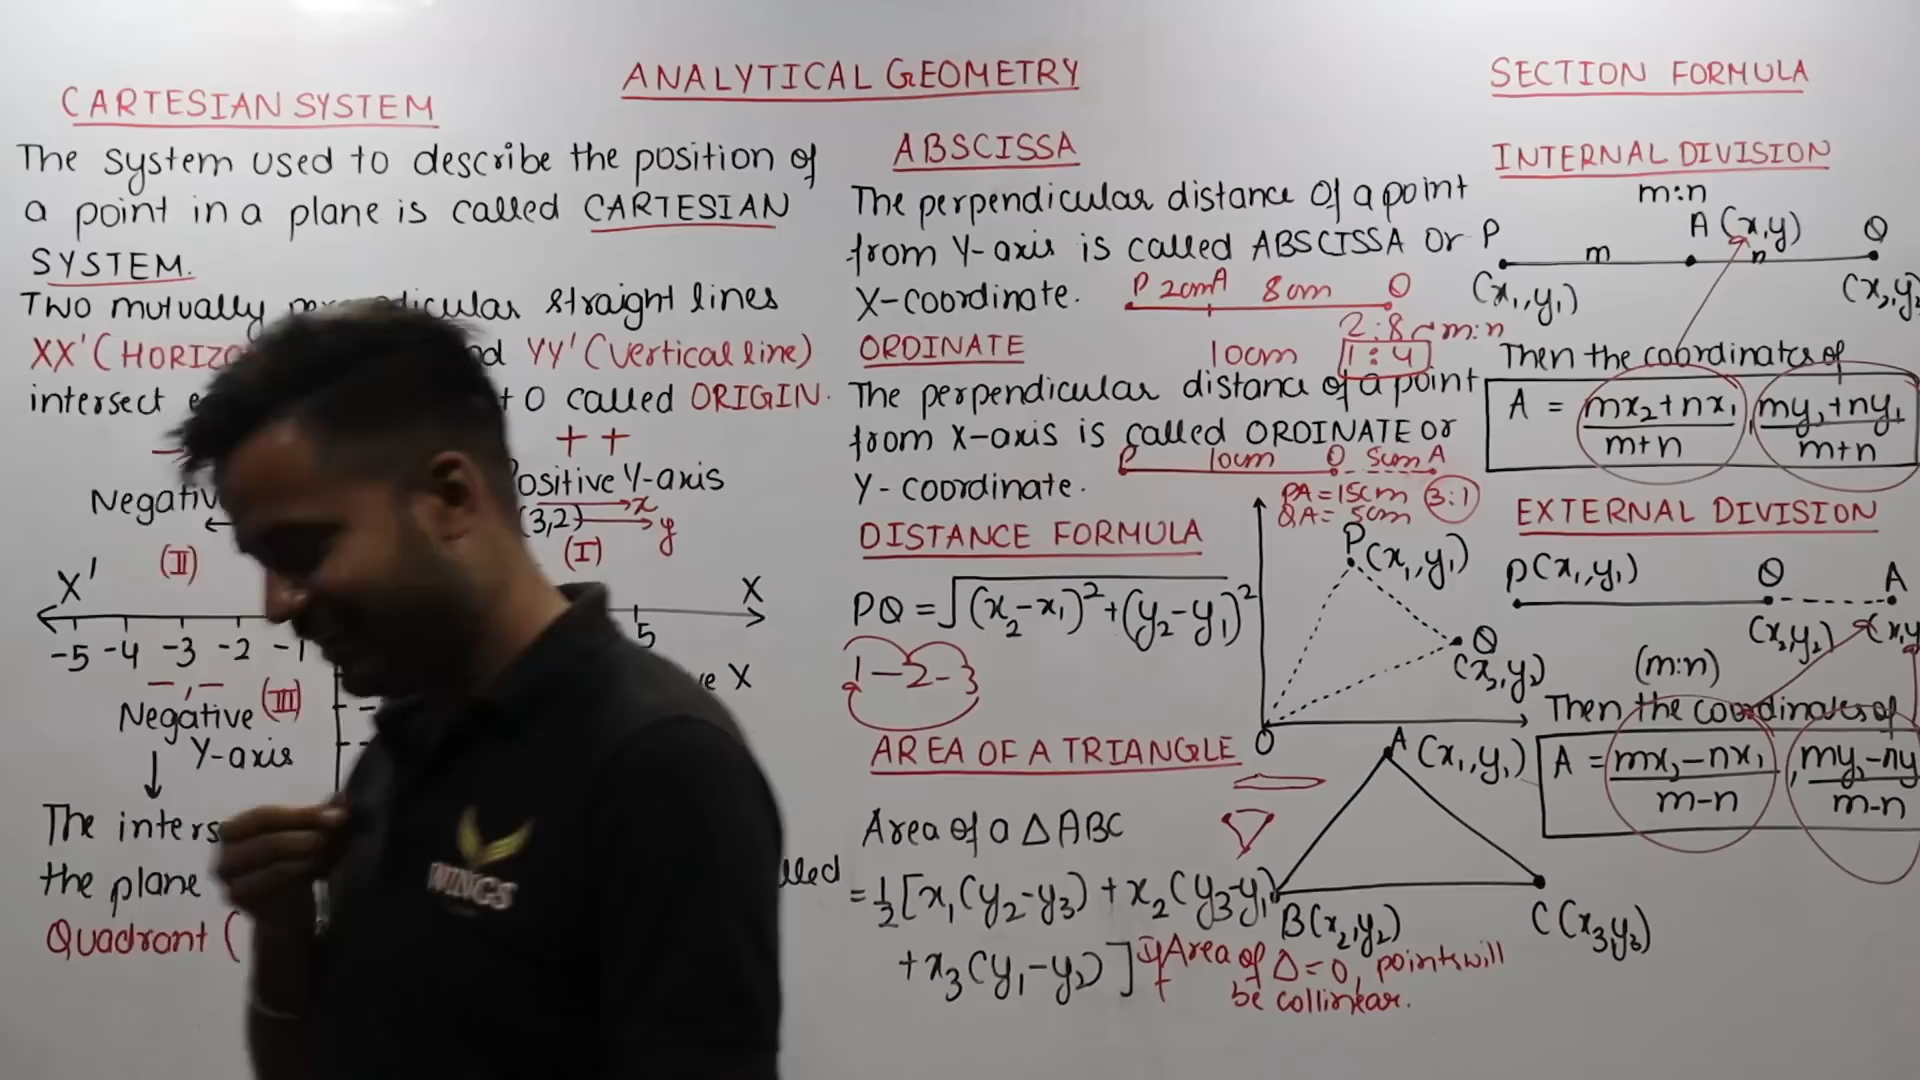 ANALYTICAL GEOMETRY
CARTESIAN SYSTEM
The system used to describe the position of
a point in a plane is called CARTESIAN
SYSTEM.
Two mutually straight lines
XX' (HORIZ YY' (Vertical line)
intersect O called ORIGIN.
+ +
Positive Y-axis
(3,2) x
y
(II) (I)
X' X
-5 -4 -3 -2 -1 5
-,- (III) X
Negative
Y-axis
The inters
the plane
Quadrant (
ABSCISSA
The perpendicular distance of a point
from Y-axis is called ABSCISSA or
X-coordinate.
P 2cm A 8cm Q
2:8 m:n
10cm 1:4
ORDINATE
The perpendicular distance of a point
from X-axis is called ORDINATE or
Y-coordinate.
P 10cm Q 5cm A
PA = 15cm 3:1
QA = 5cm
DISTANCE FORMULA
PQ = √(x₂-x₁)²+(y₂-y₁)²
1-2-3
P(x₁,y₁)
Q
(x₂,y₂)
O
AREA OF A TRIANGLE
Area of a △ ABC
= ½[x₁(y₂-y₃)+x₂(y₃-y₁)
+x₃(y₁-y₂)]
If Area of △=0, points will
be collinear.
A (x₁,y₁)
B(x₂,y₂)
C(x₃,y₃)
SECTION FORMULA
INTERNAL DIVISION
m:n
P m A(x,y) n Q
(x₁,y₁) (x₂,y₂
Then the coordinates of
A = mx₂+nx₁/m+n , my₂+ny₁/m+n
EXTERNAL DIVISION
P(x₁,y₁) Q A
(x₂,y₂) (x,y
(m:n)
Then the coordinates of
A = mx₂-nx₁/m-n , my₂-ny/m-n
WINGS